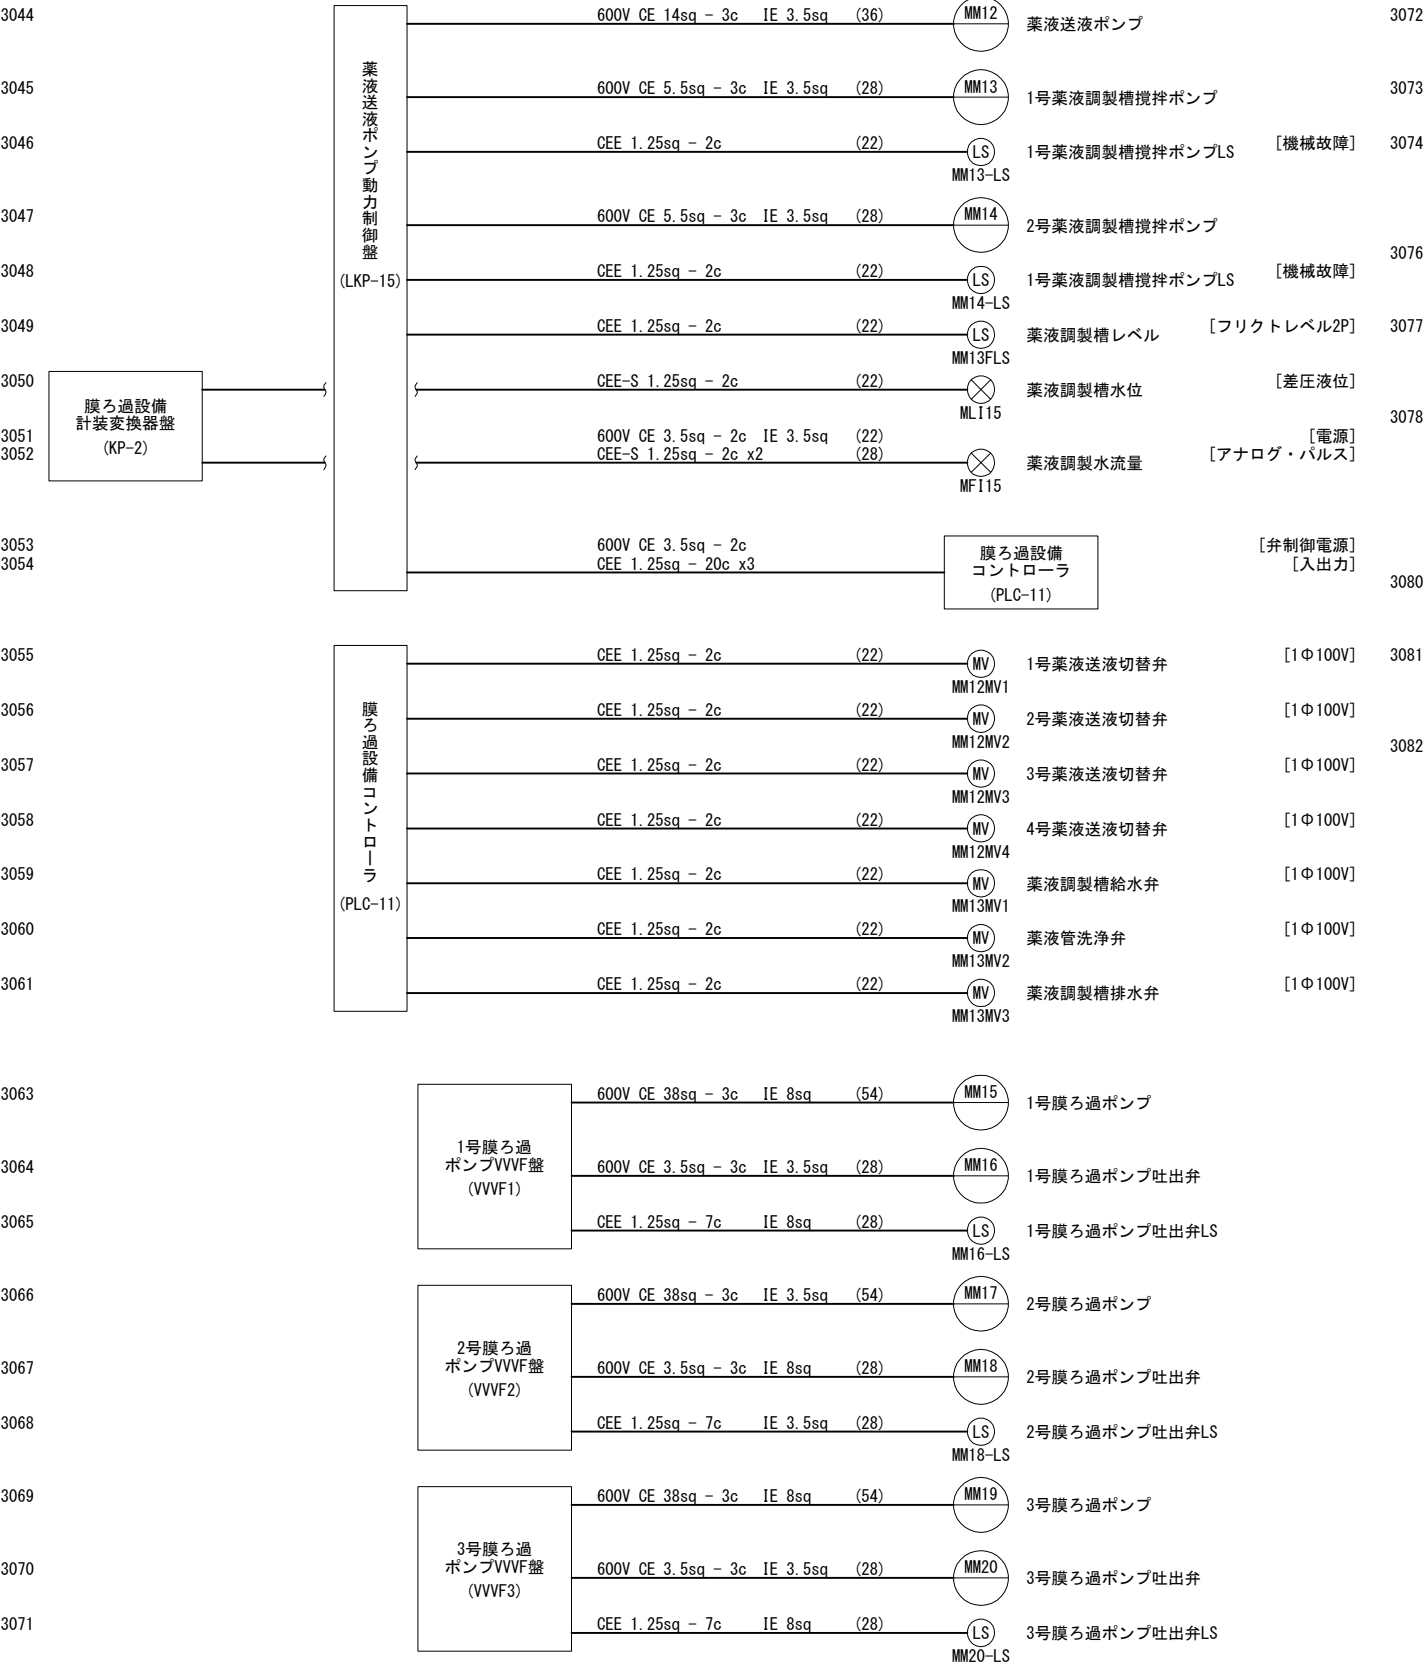 3044 600V CE 14sq - 3c IE 3.5sq (36) MM12 薬液送液ポンプ 3072
薬液送液ポンプ動力制御盤
(LKP-15)
3045 600V CE 5.5sq - 3c IE 3.5sq (28) MM13 1号薬液調製槽撹拌ポンプ 3073
3046 CEE 1.25sq - 2c (22) LS 1号薬液調製槽撹拌ポンプLS [機械故障] 3074
MM13-LS
3047 600V CE 5.5sq - 3c IE 3.5sq (28) MM14 2号薬液調製槽撹拌ポンプ
3076
3048 CEE 1.25sq - 2c (22) LS 1号薬液調製槽撹拌ポンプLS [機械故障]
MM14-LS
3049 CEE 1.25sq - 2c (22) LS 薬液調製槽レベル [フリクトレベル2P] 3077
MM13FLS
膜ろ過設備
計装変換器盤
(KP-2)
3050 CEE-S 1.25sq - 2c (22) 薬液調製槽水位 [差圧液位]
MLI15
3078
3051 600V CE 3.5sq - 2c IE 3.5sq (22) [電源]
3052 CEE-S 1.25sq - 2c x2 (28) 薬液調製水流量 [アナログ・パルス]
MFI15
3053 600V CE 3.5sq - 2c [弁制御電源]
3054 CEE 1.25sq - 20c x3 [入出力]
膜ろ過設備
コントローラ
(PLC-11)
3080
膜ろ過設備コントローラ
(PLC-11)
3055 CEE 1.25sq - 2c (22) MV 1号薬液送液切替弁 [1Φ100V] 3081
MM12MV1
3056 CEE 1.25sq - 2c (22) MV 2号薬液送液切替弁 [1Φ100V]
MM12MV2
3082
3057 CEE 1.25sq - 2c (22) MV 3号薬液送液切替弁 [1Φ100V]
MM12MV3
3058 CEE 1.25sq - 2c (22) MV 4号薬液送液切替弁 [1Φ100V]
MM12MV4
3059 CEE 1.25sq - 2c (22) MV 薬液調製槽給水弁 [1Φ100V]
MM13MV1
3060 CEE 1.25sq - 2c (22) MV 薬液管洗浄弁 [1Φ100V]
MM13MV2
3061 CEE 1.25sq - 2c (22) MV 薬液調製槽排水弁 [1Φ100V]
MM13MV3
1号膜ろ過
ポンプVVVF盤
(VVVF1)
3063 600V CE 38sq - 3c IE 8sq (54) MM15 1号膜ろ過ポンプ
3064 600V CE 3.5sq - 3c IE 3.5sq (28) MM16 1号膜ろ過ポンプ吐出弁
3065 CEE 1.25sq - 7c IE 8sq (28) LS 1号膜ろ過ポンプ吐出弁LS
MM16-LS
2号膜ろ過
ポンプVVVF盤
(VVVF2)
3066 600V CE 38sq - 3c IE 3.5sq (54) MM17 2号膜ろ過ポンプ
3067 600V CE 3.5sq - 3c IE 8sq (28) MM18 2号膜ろ過ポンプ吐出弁
3068 CEE 1.25sq - 7c IE 3.5sq (28) LS 2号膜ろ過ポンプ吐出弁LS
MM18-LS
3号膜ろ過
ポンプVVVF盤
(VVVF3)
3069 600V CE 38sq - 3c IE 8sq (54) MM19 3号膜ろ過ポンプ
3070 600V CE 3.5sq - 3c IE 3.5sq (28) MM20 3号膜ろ過ポンプ吐出弁
3071 CEE 1.25sq - 7c IE 8sq (28) LS 3号膜ろ過ポンプ吐出弁LS
MM20-LS